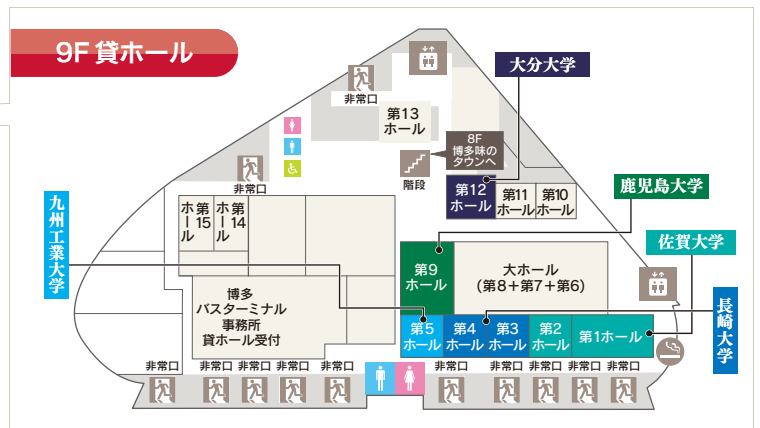 9F 貸ホール
大分大学
非常口
第13
ホール
8F
博多味の
タウンへ
階段
非常口
鹿児島大学
第12
ホール
第11
ホール
第10
ホール
九州工業大学
第15
ホール
第14
ホール
佐賀大学
第9
ホール
大ホール
(第8+第7+第6)
博多
バスターミナル
事務所
貸ホール受付
長崎大学
第5
ホール
第4
ホール
第3
ホール
第2
ホール
第1ホール
非常口
非常口
非常口
非常口
非常口
非常口
非常口
非常口
非常口
非常口